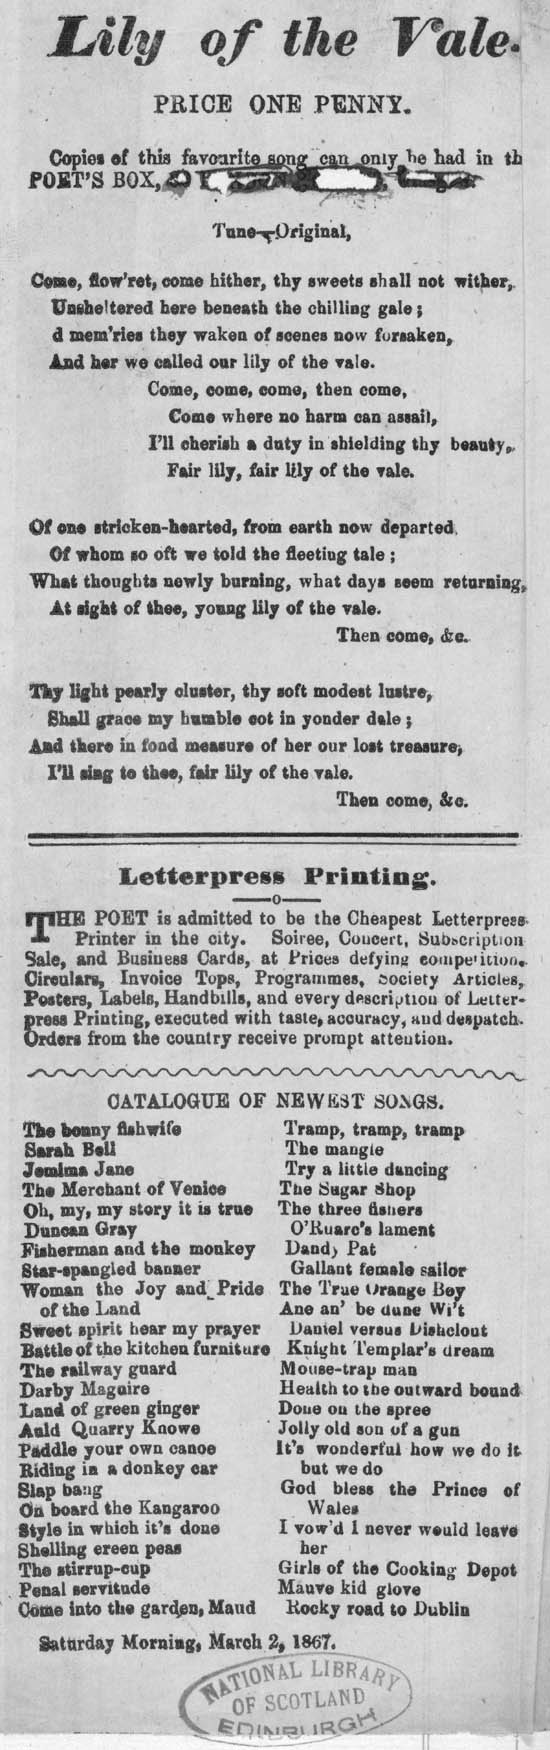 Lily of the Vale.
PRICE ONE PENNY.
Copies of this favourite song can only be had in th
POET'S BOX,
Tune—Original,
Come, flow'ret, come hither, thy sweets shall not wither,
Unsheltered here beneath the chilling gale;
d mem'ries they waken of scenes now forsaken,
And her we called our lily of the vale.
Come, come, come, then come,
Come where no harm can assail,
I'll cherish a duty in shielding thy beauty,
Fair lily, fair lily of the vale.
Of one stricken-hearted, from earth now departed,
Of whom so oft we told the fleeting tale;
What thoughts newly burning, what days seem returning,
At sight of thee, young lily of the vale.
Then come, &c.
Thy light pearly cluster, thy soft modest lustre,
Shall grace my humble cot in yonder dale;
And there in fond measure of her our lost treasure,
I'll sing to thee, fair lily of the vale.
Then come, &c.
Letterpress Printing.
—o—
THE POET is admitted to be the Cheapest Letterpress
Printer in the city. Soiree, Concert, Subscription
Sale, and Business Cards, at Prices defying competition.
Circulars, Invoice Tops, Programmes, Society Articles,
Posters, Labels, Handbills, and every description of Letter-
press Printing, executed with taste, accuracy, and despatch.
Orders from the country receive prompt attention.
CATALOGUE OF NEWEST SONGS.
The bonny fishwife
Sarah Bell
Jemima Jane
The Merchant of Venice
Oh, my, my story it is true
Duncan Gray
Fisherman and the monkey
Star-spangled banner
Woman the Joy and Pride
of the Land
Sweet spirit hear my prayer
Battle of the kitchen furniture
The railway guard
Darby Maguire
Land of green ginger
Auld Quarry Knowe
Paddle your own canoe
Riding in a donkey car
Slap bang
On board the Kangaroo
Style in which it's done
Shelling ereen peas
The stirrup-cup
Penal servitude
Come into the garden, Maud
Tramp, tramp, tramp
The mangle
Try a little dancing
The Sugar Shop
The three fishers
O'Ruarc's lament
Dandy Pat
Gallant female sailor
The True Orange Boy
Ane an' be dune Wi't
Daniel versus Dishclout
Knight Templar's dream
Mouse-trap man
Health to the outward bound
Done on the spree
Jolly old son of a gun
It's wonderful how we do it
but we do
God bless the Prince of
Wales
I vow'd I never would leave
her
Girls of the Cooking Depot
Mauve kid glove
Rocky road to Dublin
Saturday Morning, March 2, 1867.
NATIONAL LIBRARY
OF SCOTLAND
EDINBURGH